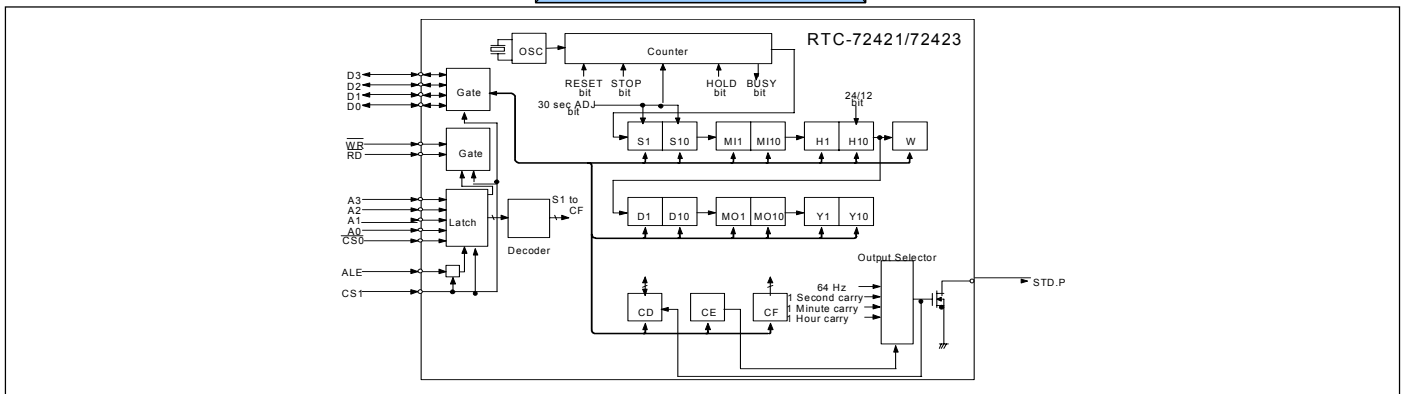 RTC-72421/72423
OSC
Counter
D3
D2
D1
D0
Gate
RESET bit
STOP bit
HOLD bit
BUSY bit
30 sec ADJ bit
24/12 bit
S1
S10
MI1
MI10
H1
H10
W
WR
RD
Gate
A3
A2
A1
A0
CS0
Latch
S1 to CF
Decoder
D1
D10
MO1
MO10
Y1
Y10
ALE
CS1
Output Selector
64 Hz
1 Second carry
1 Minute carry
1 Hour carry
CD
CE
CF
STD.P